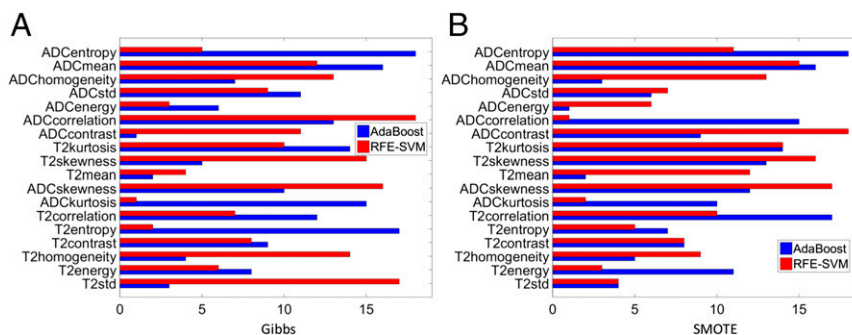 A
ADCentropy
ADCmean
ADChomogeneity
ADCstd
ADCenergy
ADCcorrelation
ADCcontrast
T2kurtosis
T2skewness
T2mean
ADCskewness
ADCkurtosis
T2correlation
T2entropy
T2contrast
T2homogeneity
T2energy
T2std
AdaBoost
RFE-SVM
0 5 10 15
Gibbs
B
ADCentropy
ADCmean
ADChomogeneity
ADCstd
ADCenergy
ADCcorrelation
ADCcontrast
T2kurtosis
T2skewness
T2mean
ADCskewness
ADCkurtosis
T2correlation
T2entropy
T2contrast
T2homogeneity
T2energy
T2std
AdaBoost
RFE-SVM
0 5 10 15
SMOTE